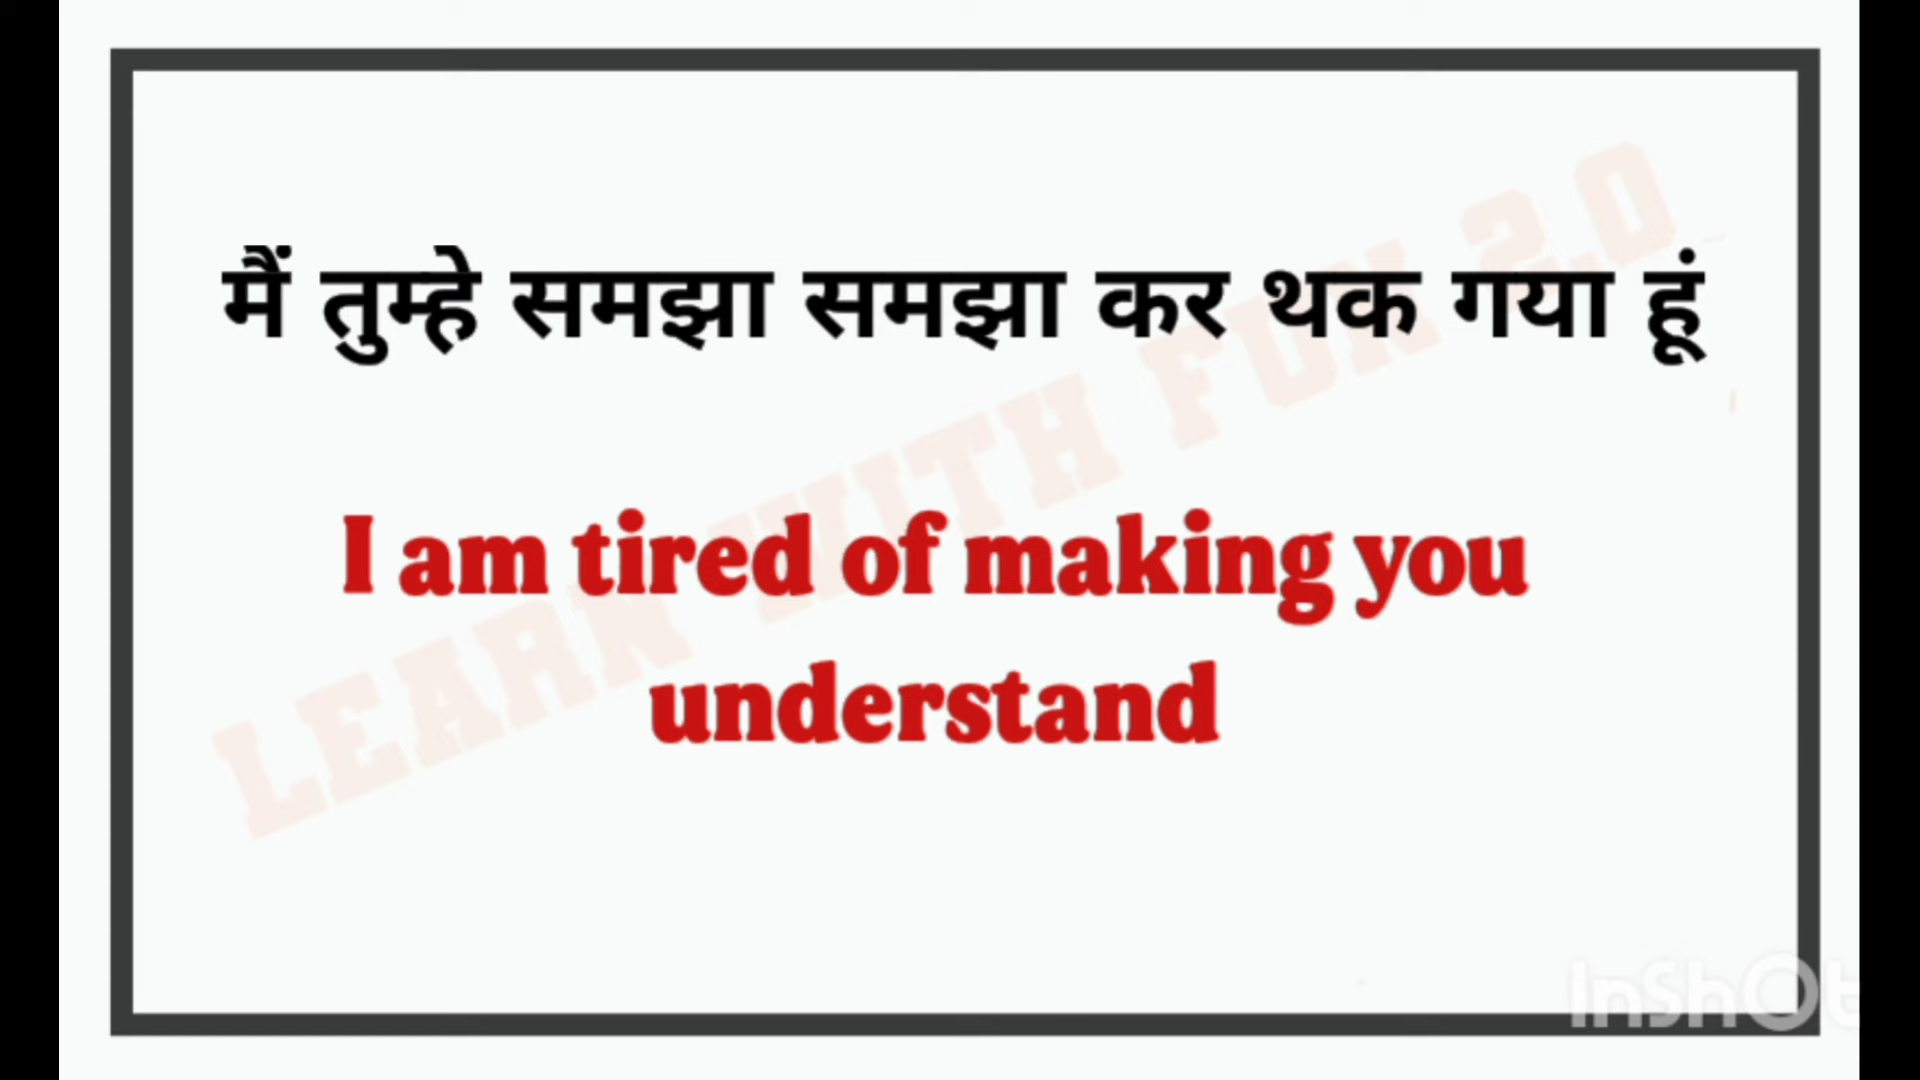 मैं तुम्हे समझा समझा कर थक गया हूं
I am tired of making you
understand
LEARN WITH FUN 2.0
InShOt